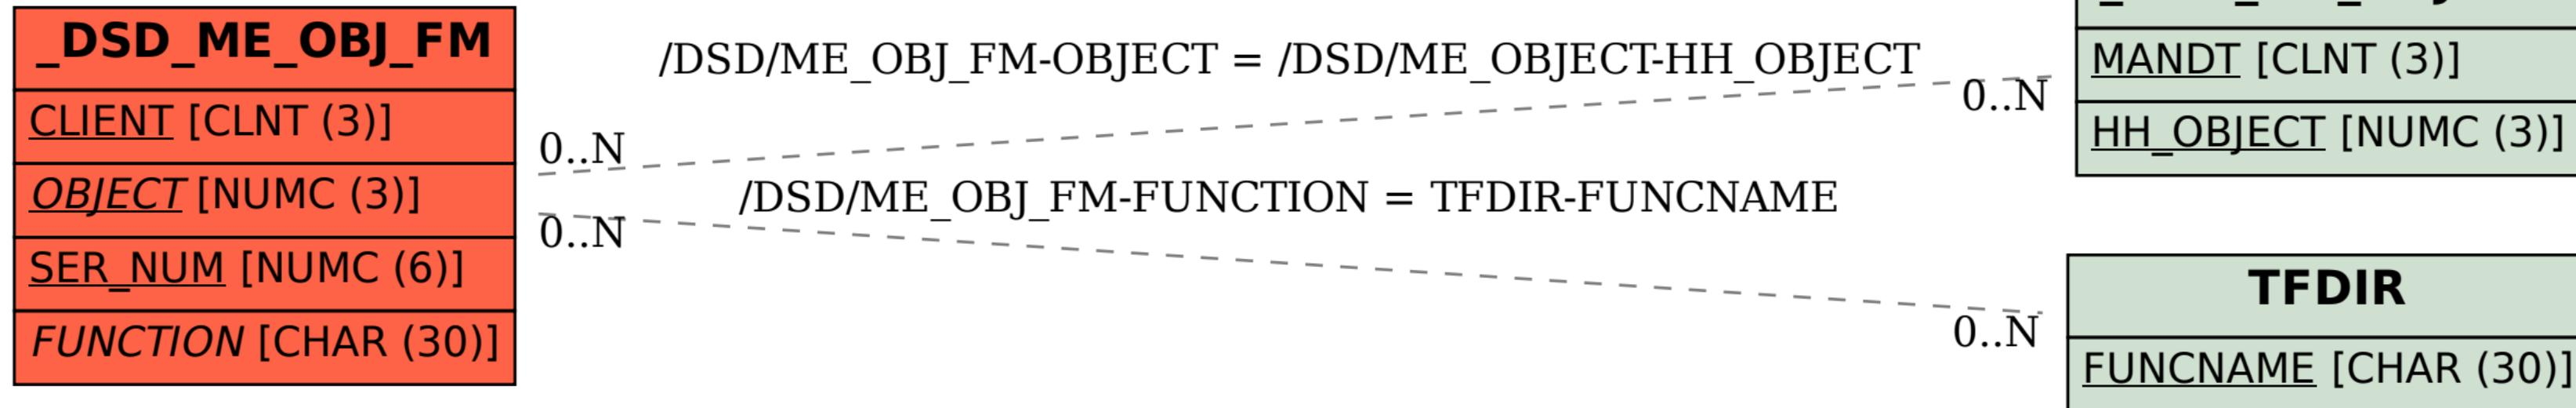 _DSD_ME_OBJ_FM
CLIENT [CLNT (3)]
OBJECT [NUMC (3)]
SER_NUM [NUMC (6)]
FUNCTION [CHAR (30)]
/DSD/ME_OBJ_FM-OBJECT = /DSD/ME_OBJECT-HH_OBJECT
0..N
0..N
/DSD/ME_OBJ_FM-FUNCTION = TFDIR-FUNCNAME
0..N
0..N
MANDT [CLNT (3)]
HH_OBJECT [NUMC (3)]
TFDIR
FUNCNAME [CHAR (30)]